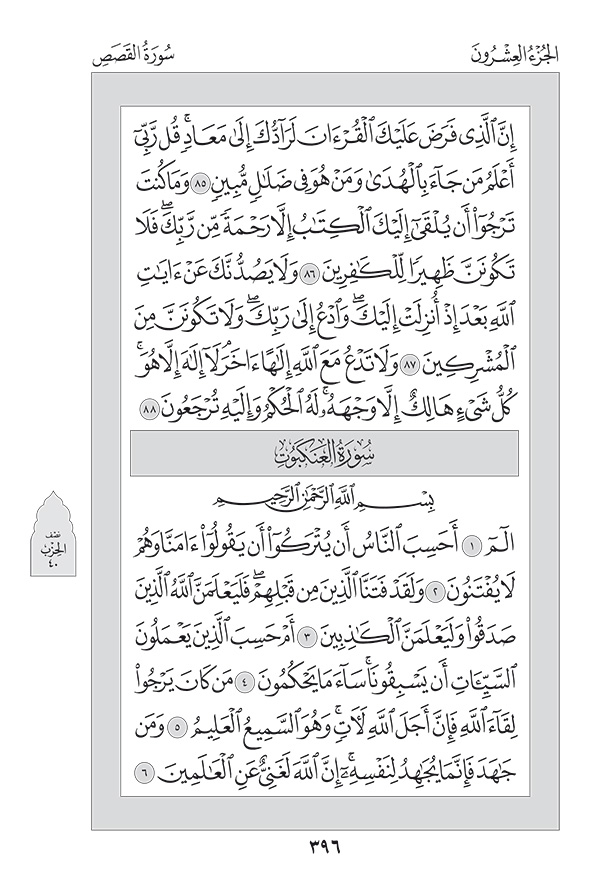 الجُزْءُ العِشْرُونَ
سُورَةُ القَصَصِ
إِنَّ ٱلَّذِى فَرَضَ عَلَيْكَ ٱلْقُرْءَانَ لَرَآدُّكَ إِلَىٰ مَعَادٍۚ قُل رَّبِّىٓ
أَعْلَمُ مَن جَآءَ بِٱلْهُدَىٰ وَمَنْ هُوَ فِى ضَلَٰلٍ مُّبِينٍ ٨٥ وَمَا كُنتَ
تَرْجُوٓا۟ أَن يُلْقَىٰٓ إِلَيْكَ ٱلْكِتَٰبُ إِلَّا رَحْمَةً مِّن رَّبِّكَۖ فَلَا
تَكُونَنَّ ظَهِيرًا لِّلْكَٰفِرِينَ ٨٦ وَلَا يَصُدُّنَّكَ عَنْ ءَايَٰتِ
ٱللَّهِ بَعْدَ إِذْ أُنزِلَتْ إِلَيْكَۖ وَٱدْعُ إِلَىٰ رَبِّكَۖ وَلَا تَكُونَنَّ مِنَ
ٱلْمُشْرِكِينَ ٨٧ وَلَا تَدْعُ مَعَ ٱللَّهِ إِلَٰهًا ءَاخَرَۘ لَآ إِلَٰهَ إِلَّا هُوَۚ
كُلُّ شَىْءٍ هَالِكٌ إِلَّا وَجْهَهُۥۚ لَهُ ٱلْحُكْمُ وَإِلَيْهِ تُرْجَعُونَ ٨٨
سُورَةُ العَنكَبُوتِ
بِسْمِ ٱللَّهِ ٱلرَّحْمَٰنِ ٱلرَّحِيمِ
الٓمٓ ١ أَحَسِبَ ٱلنَّاسُ أَن يُتْرَكُوٓا۟ أَن يَقُولُوٓا۟ ءَامَنَّا وَهُمْ
لَا يُفْتَنُونَ ٢ وَلَقَدْ فَتَنَّا ٱلَّذِينَ مِن قَبْلِهِمْۖ فَلَيَعْلَمَنَّ ٱللَّهُ ٱلَّذِينَ
صَدَقُوا۟ وَلَيَعْلَمَنَّ ٱلْكَٰذِبِينَ ٣ أَمْ حَسِبَ ٱلَّذِينَ يَعْمَلُونَ
ٱلسَّيِّـَٔاتِ أَن يَسْبِقُونَاۚ سَآءَ مَا يَحْكُمُونَ ٤ مَن كَانَ يَرْجُوا۟
لِقَآءَ ٱللَّهِ فَإِنَّ أَجَلَ ٱللَّهِ لَـَٔاتٍۚ وَهُوَ ٱلسَّمِيعُ ٱلْعَلِيمُ ٥ وَمَن
جَٰهَدَ فَإِنَّمَا يُجَٰهِدُ لِنَفْسِهِۦٓۚ إِنَّ ٱللَّهَ لَغَنِىٌّ عَنِ ٱلْعَٰلَمِينَ ٦
نصف
الحزب
٤٠
٣٩٦